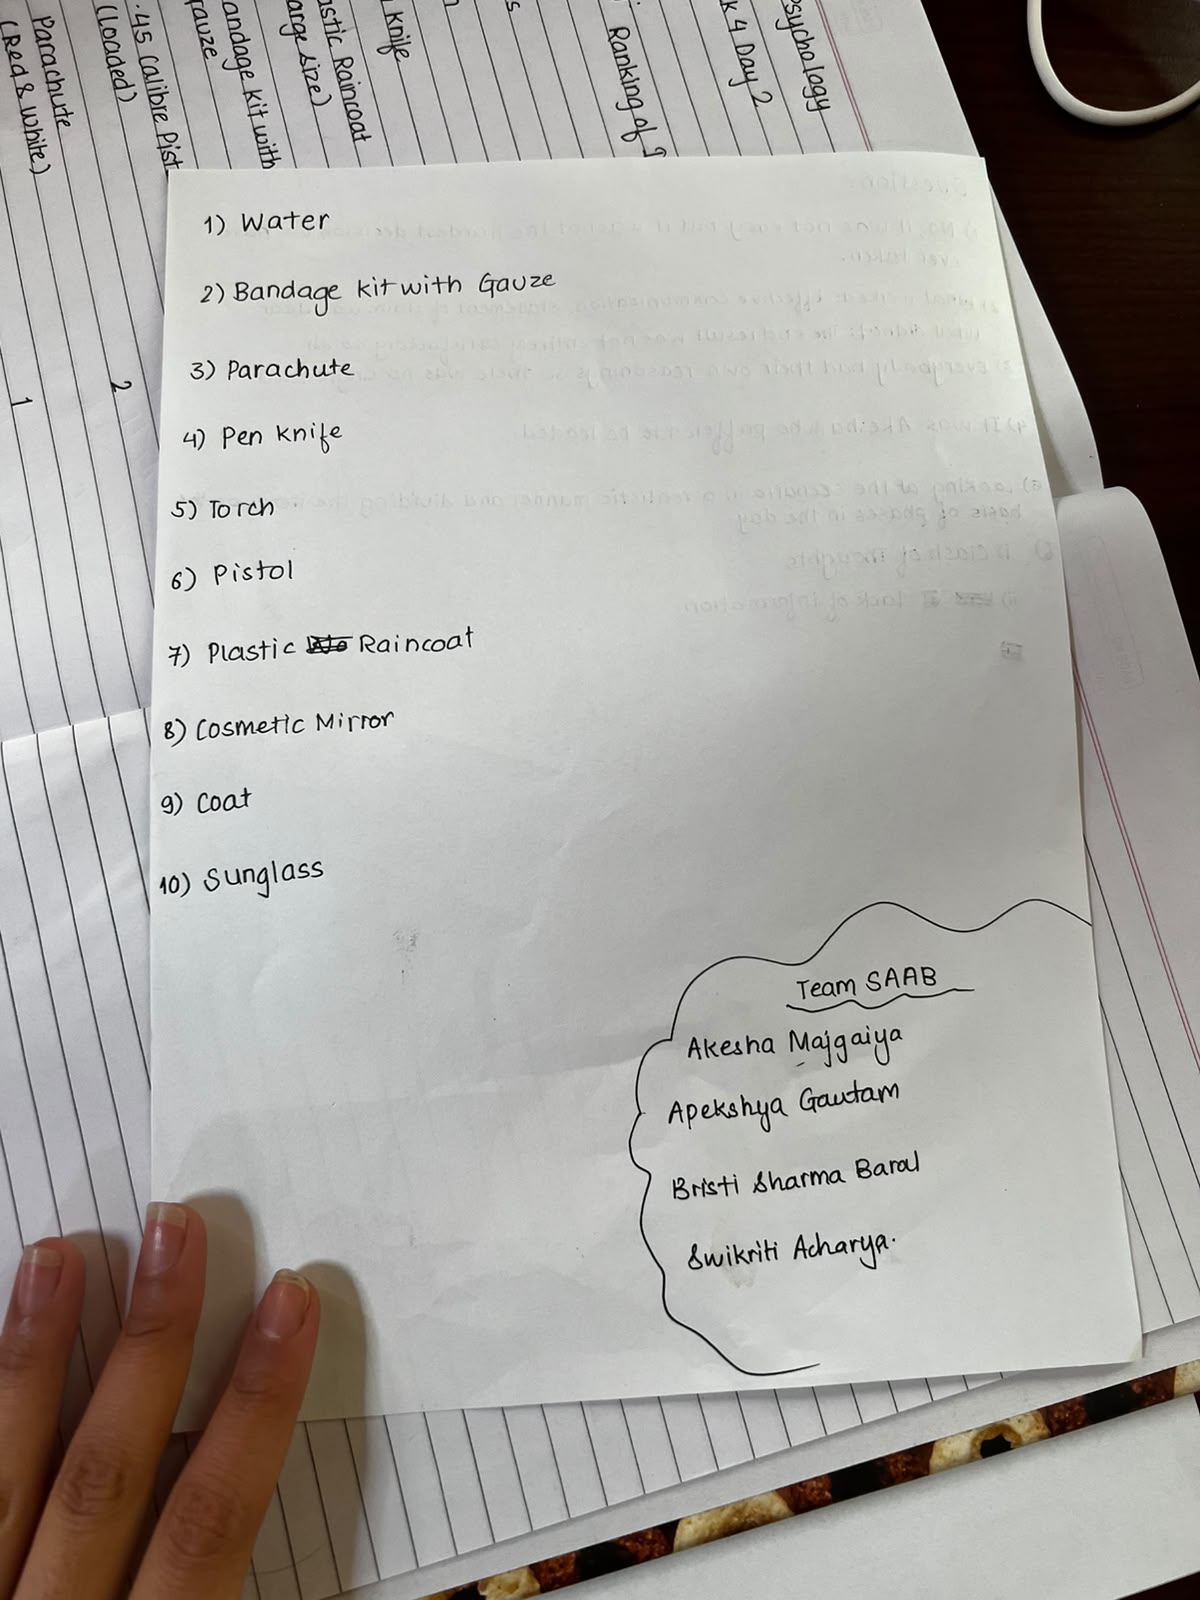 1) Water
2) Bandage kit with Gauze
3) Parachute
4) Pen knife
5) Torch
6) Pistol
7) Plastic Raincoat
8) Cosmetic Mirror
9) Coat
10) Sunglass
Team SAAB
Akesha Majgaiya
Apekshya Gautam
Bristi Sharma Baral
Swikriti Acharya.
sychology
k 4 Day 2
Ranking of
knife
astic Raincoat
arge size)
andage kit with
gauze
.45 Calibre Pist
(loaded)
2
Parachute
(Red & White)
1